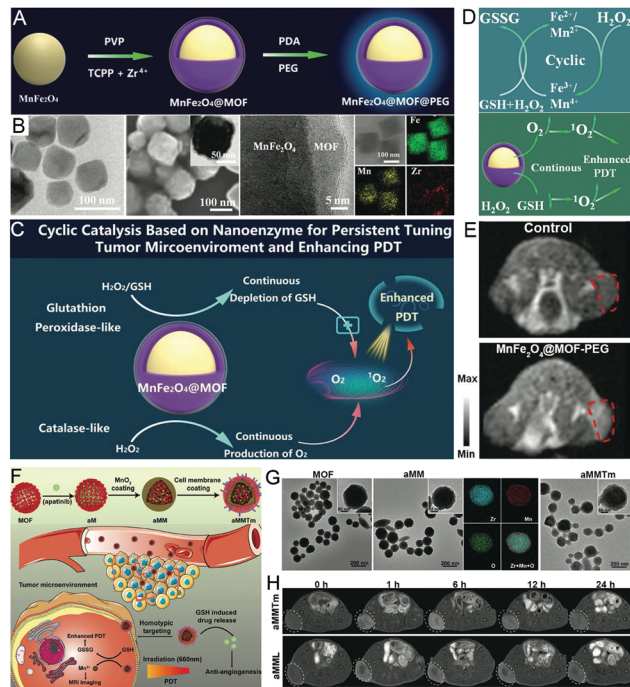 A
PVP
TCPP + Zr4+
PDA
PEG
MnFe2O4
MnFe2O4@MOF
MnFe2O4@MOF@PEG
B
100 nm
50 nm
100 nm
MnFe2O4
MOF
5 nm
100 nm
Fe
Mn
Zr
C
Cyclic Catalysis Based on Nanoenzyme for Persistent Tuning
Tumor Mircoenviroment and Enhancing PDT
H2O2/GSH
Continuous
Depletion of GSH
Glutathion
Peroxidase-like
Enhanced
PDT
MnFe2O4@MOF
O2
1O2
Catalase-like
H2O2
Continuous
Production of O2
D
GSSG
Fe2+/
Mn2+
H2O2
Cyclic
GSH+H2O2
Fe3+/
Mn4+
O2
1O2
Continous
Enhanced
PDT
H2O2
GSH
1O2
E
Control
MnFe2O4@MOF-PEG
Max
Min
F
MOF
(apatinib)
aM
MnO2
coating
aMM
Cell membrane
coating
aMMTm
Tumor microenvironment
Homotypic
targeting
GSH induced
drug release
Enhanced PDT
GSSG
GSH
Mn2+
MRI imaging
Irradiation (660nm)
PDT
Anti-angiogenesis
G
MOF
aMM
aMMTm
200 nm
200 nm
Zr
Mn
O
Zr+Mn+O
200 nm
H
0 h
1 h
6 h
12 h
24 h
aMMTm
aMML